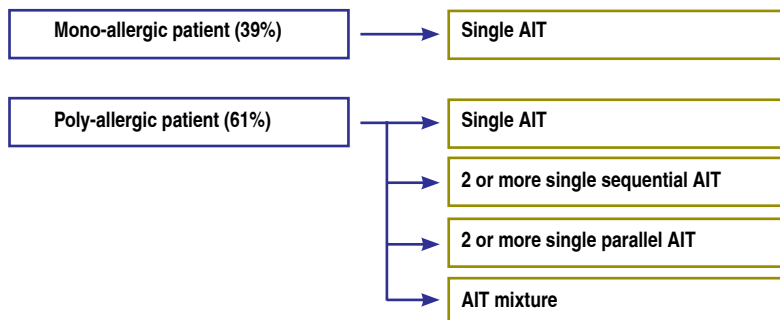 Mono-allergic patient (39%)
Single AIT
Poly-allergic patient (61%)
Single AIT
2 or more single sequential AIT
2 or more single parallel AIT
AIT mixture